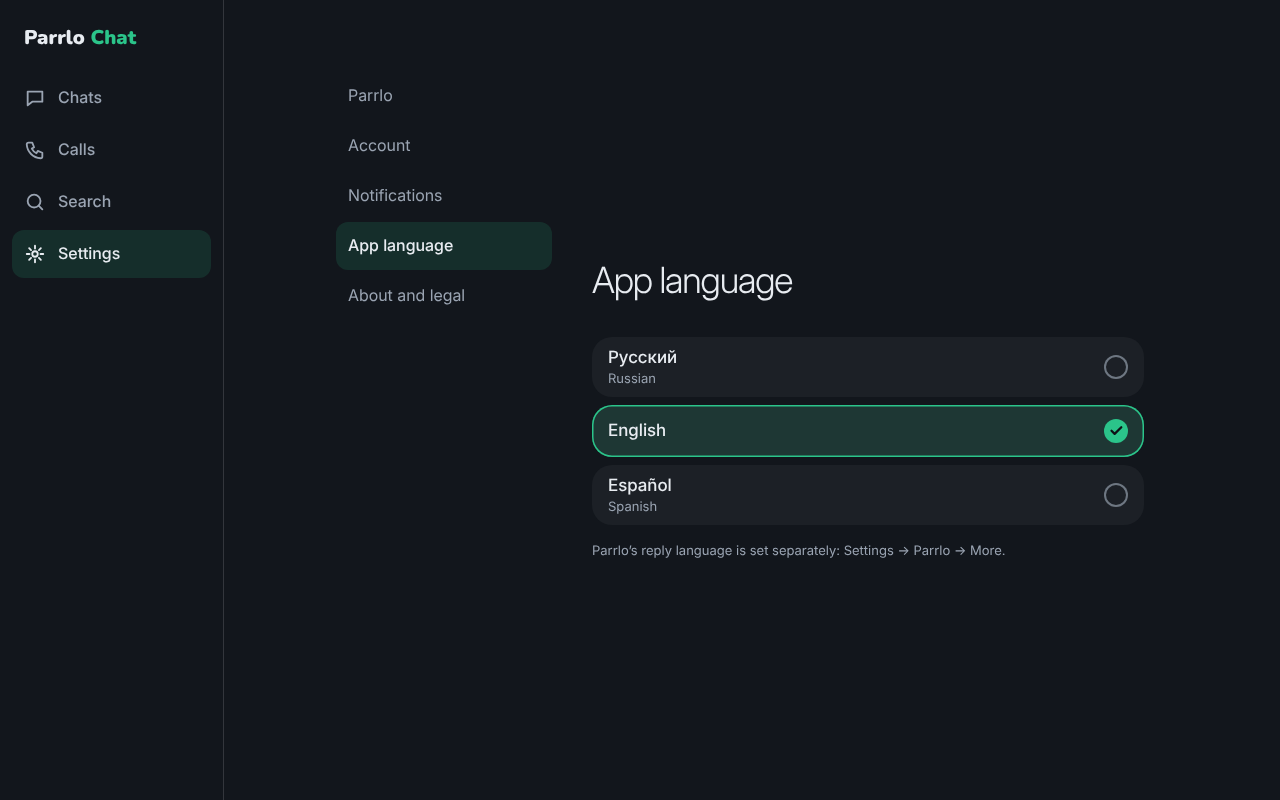 Parrlo Chat
Chats
Calls
Search
Settings
Parrlo
Account
Notifications
App language
About and legal
App language
Русский
Russian
English
Español
Spanish
Parrlo’s reply language is set separately: Settings → Parrlo → More.